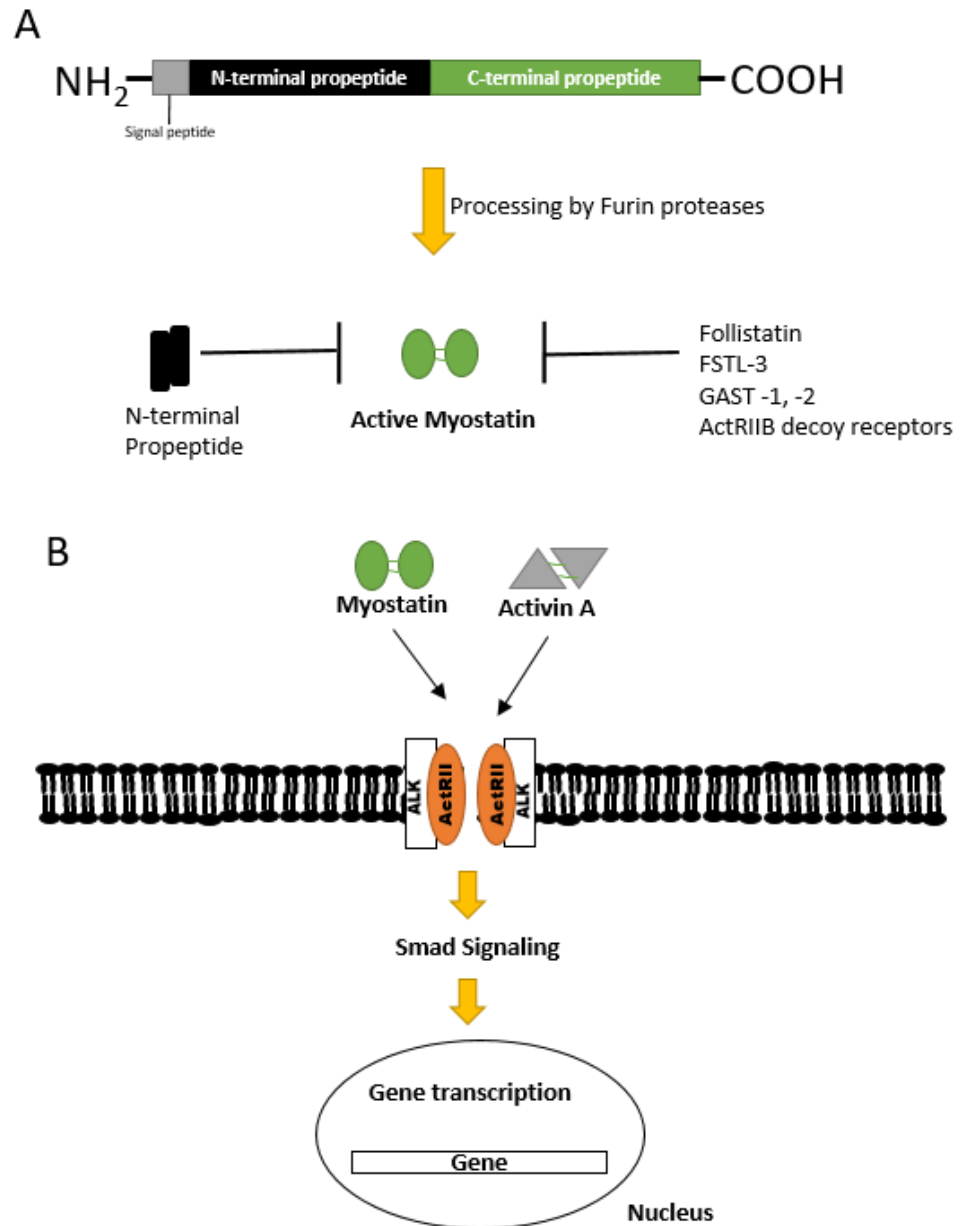 A
NH2
N-terminal propeptide
C-terminal propeptide
COOH
Signal peptide
Processing by Furin proteases
N-terminal
Propeptide
Active Myostatin
Follistatin
FSTL-3
GAST -1, -2
ActRIIB decoy receptors
B
Myostatin
Activin A
ALK
ActRII
ActRII
ALK
Smad Signaling
Gene transcription
Gene
Nucleus